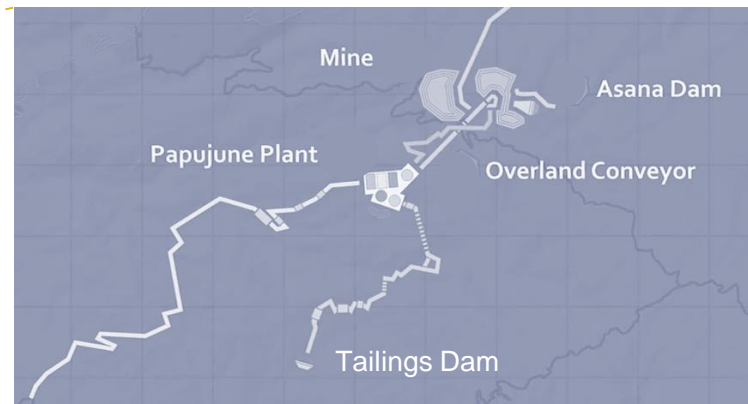 Mine
Asana Dam
Papujune Plant
Overland Conveyor
Tailings Dam